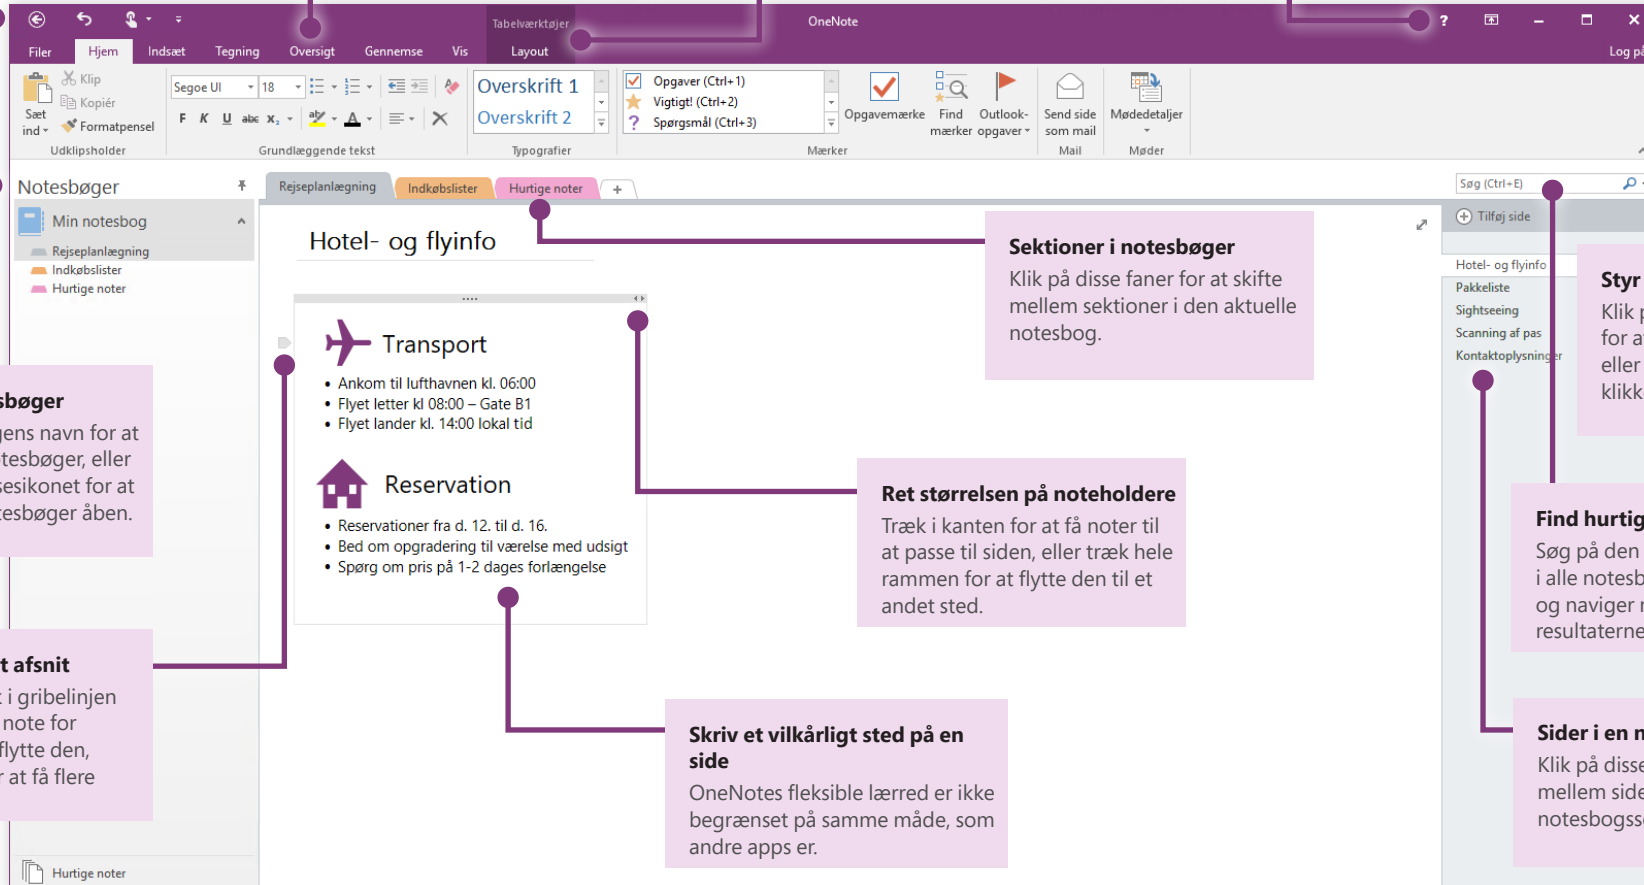 Tabelværktøjer
OneNote
?
Filer
Hjem
Indsæt
Tegning
Oversigt
Gennemse
Vis
Layout
Log på
Sæt
ind
Klip
Kopiér
Formatpensel
Udklipsholder
Segoe UI
18
F K U abc x₂
A
Grundlæggende tekst
Overskrift 1
Overskrift 2
Typografier
Opgaver (Ctrl+1)
Vigtigt! (Ctrl+2)
? Spørgsmål (Ctrl+3)
Opgavemærke
Find
mærker
Outlook-
opgaver
Mærker
Send side
som mail
Mail
Mødedetaljer
Møder
Notesbøger
Min notesbog
Rejseplanlægning
Indkøbslister
Hurtige noter
Rejseplanlægning
Indkøbslister
Hurtige noter
+
Søg (Ctrl+E)
Tilføj side
Hotel- og flyinfo
Pakkeliste
Sightseeing
Scanning af pas
Kontaktoplysninger
Hotel- og flyinfo
Transport
• Ankom til lufthavnen kl. 06:00
• Flyet letter kl 08:00 – Gate B1
• Flyet lander kl. 14:00 lokal tid
Reservation
• Reservationer fra d. 12. til d. 16.
• Bed om opgradering til værelse med udsigt
• Spørg om pris på 1-2 dages forlængelse
Sektioner i notesbøger
Klik på disse faner for at skifte
mellem sektioner i den aktuelle
notesbog.
Ret størrelsen på noteholdere
Træk i kanten for at få noter til
at passe til siden, eller træk hele
rammen for at flytte den til et
andet sted.
Skriv et vilkårligt sted på en
side
OneNotes fleksible lærred er ikke
begrænset på samme måde, som
andre apps er.
sbøger
gens navn for at
tesbøger, eller
sesikonet for at
tesbøger åben.
t afsnit
i gribelinjen
note for
flytte den,
at få flere
Styr
Klik
for
eller
klikk
Find hurtig
Søg på den
i alle notesb
og naviger
resultaterne
Sider i en n
Klik på disse
mellem side
notesbogss
Hurtige noter